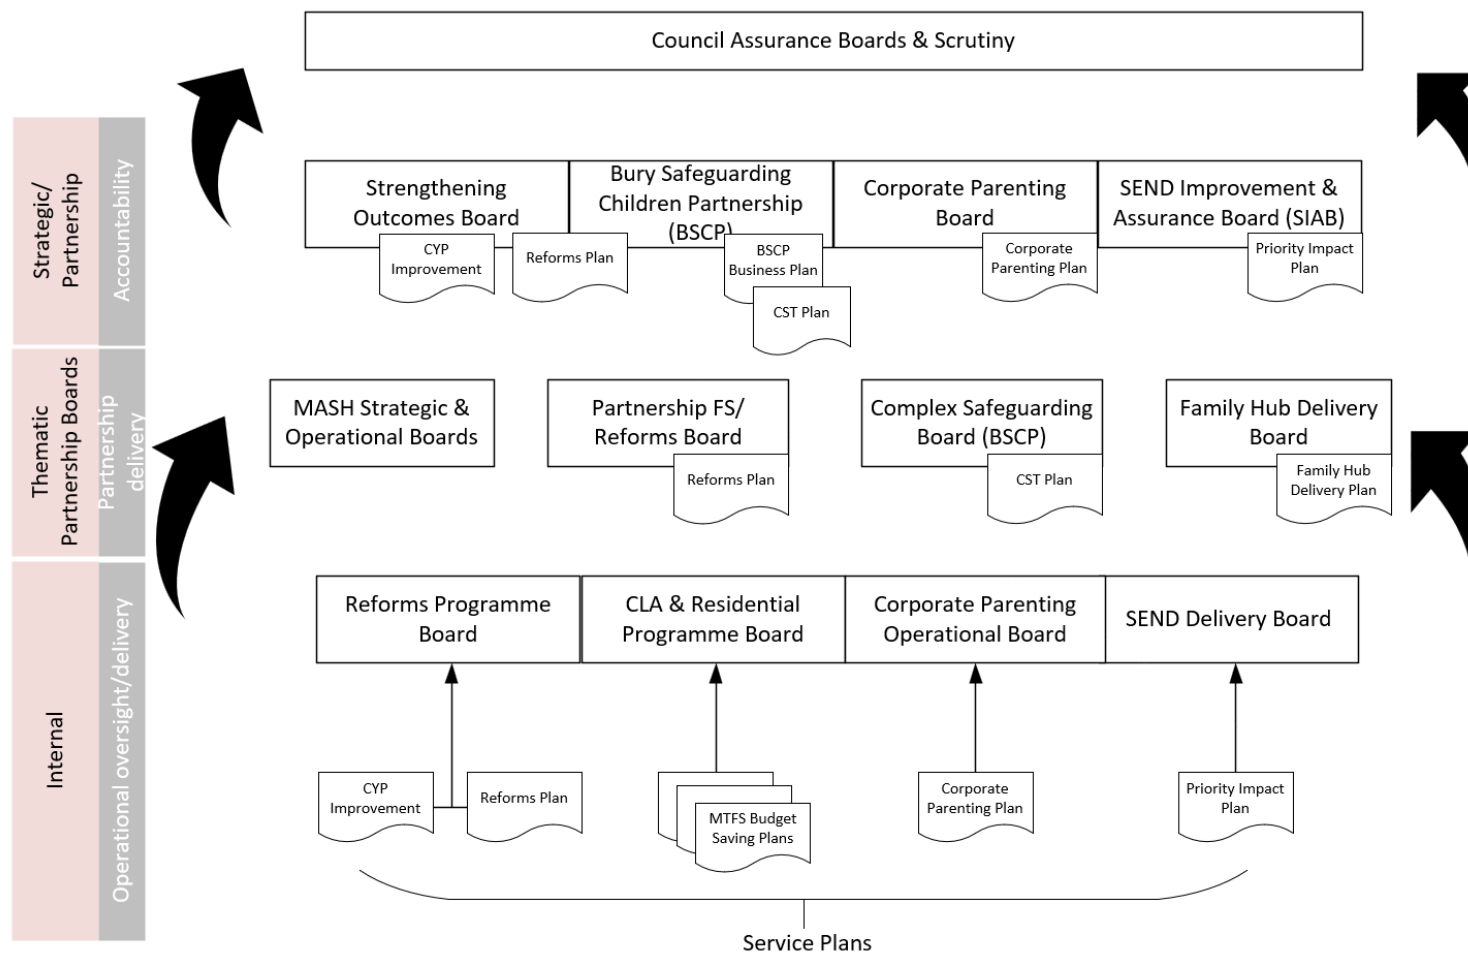 Council Assurance Boards & Scrutiny
Strategic/
Partnership
Accountability
Strengthening
Outcomes Board
Bury Safeguarding
Children Partnership
(BSCP)
Corporate Parenting
Board
SEND Improvement &
Assurance Board (SIAB)
CYP
Improvement
Reforms Plan
BSCP
Business Plan
CST Plan
Corporate
Parenting Plan
Priority Impact
Plan
Thematic
Partnership Boards
Partnership
delivery
MASH Strategic &
Operational Boards
Partnership FS/
Reforms Board
Reforms Plan
Complex Safeguarding
Board (BSCP)
CST Plan
Family Hub Delivery
Board
Family Hub
Delivery Plan
Internal
Operational oversight/delivery
Reforms Programme
Board
CLA & Residential
Programme Board
Corporate Parenting
Operational Board
SEND Delivery Board
CYP
Improvement
Reforms Plan
MTFS Budget
Saving Plans
Corporate
Parenting Plan
Priority Impact
Plan
Service Plans